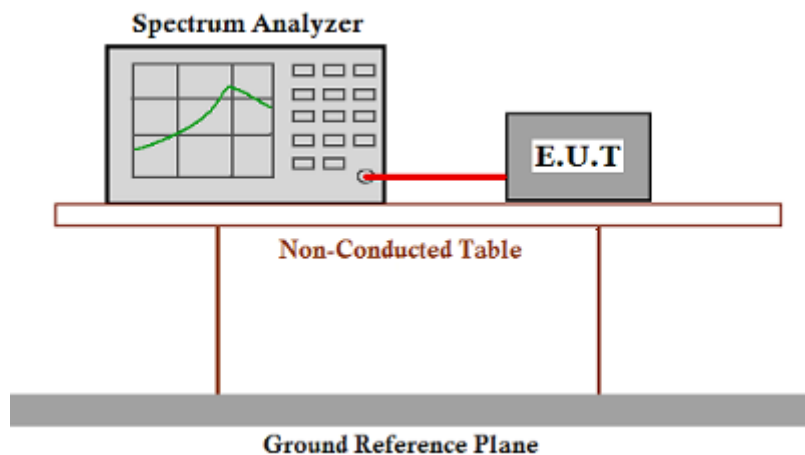 Spectrum Analyzer
E.U.T
Non-Conducted Table
Ground Reference Plane